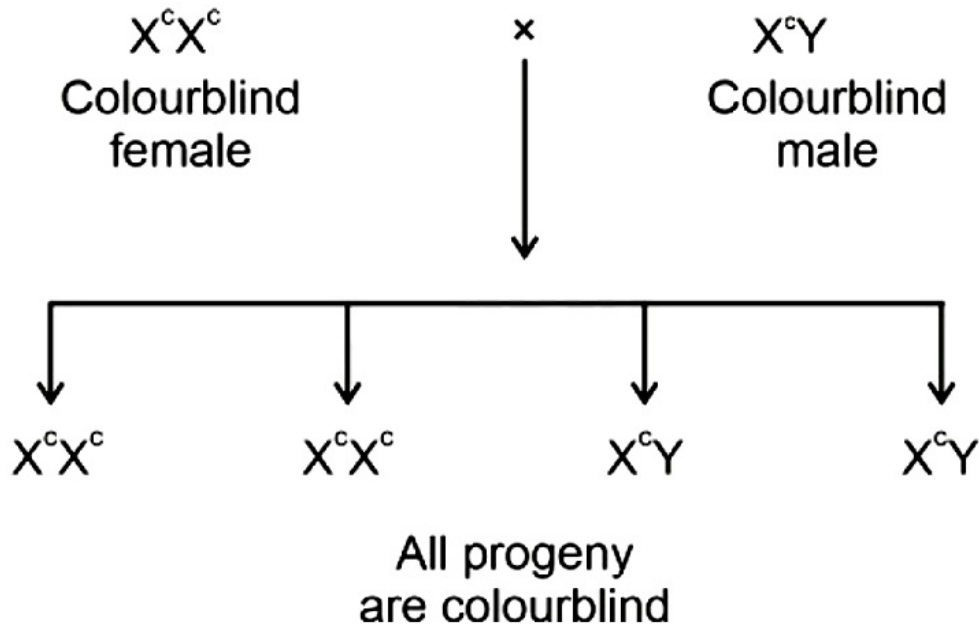 XᶜXᶜ × XᶜY
Colourblind female Colourblind male
XᶜXᶜ XᶜXᶜ XᶜY XᶜY
All progeny
are colourblind